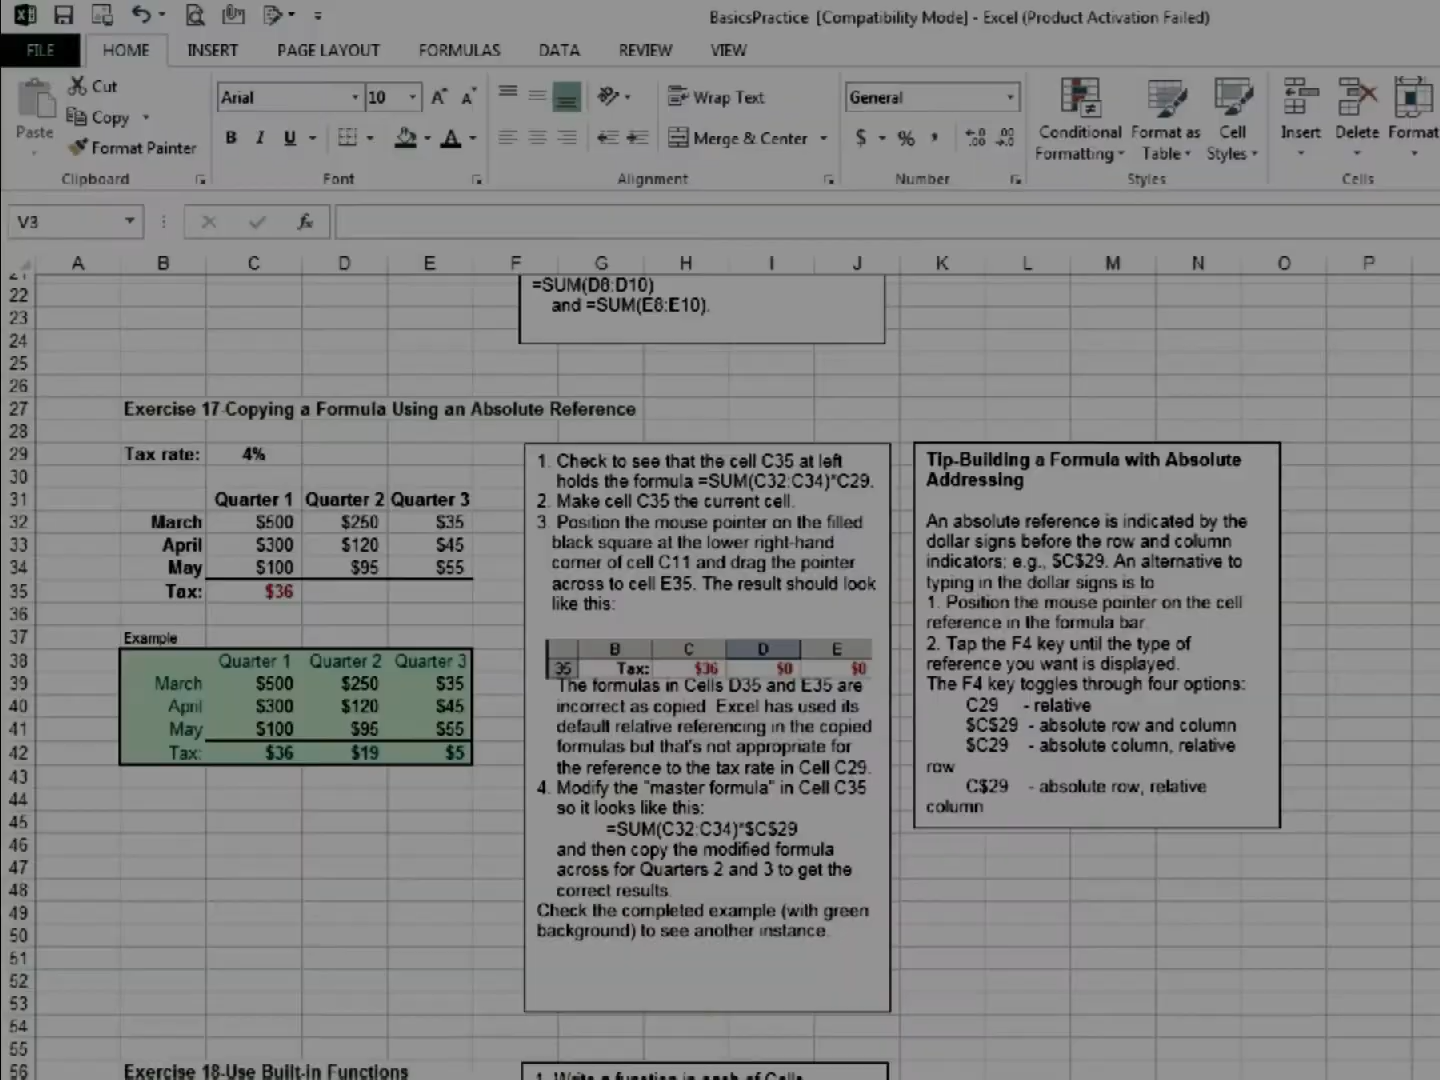 BasicsPractice [Compatibility Mode] - Excel (Product Activation Failed)
FILE HOME INSERT PAGE LAYOUT FORMULAS DATA REVIEW VIEW
Paste
Cut
Copy
Format Painter
Clipboard
Arial 10
B I U
Font
Wrap Text
Merge & Center
Alignment
General
$ % ,
Number
Conditional Formatting
Format as Table
Cell Styles
Styles
Insert Delete Format
Cells
V3
fx
A B C D E F G H I J K L M N O P
22
23
24
25
26
27
28
29
30
31
32
33
34
35
36
37
38
39
40
41
42
43
44
45
46
47
48
49
50
51
52
53
54
55
56
=SUM(D8:D10)
and =SUM(E8:E10).
Exercise 17-Copying a Formula Using an Absolute Reference
Tax rate: 4%
Quarter 1 Quarter 2 Quarter 3
March $500 $250 $35
April $300 $120 $45
May $100 $95 $55
Tax: $36
Example
Quarter 1 Quarter 2 Quarter 3
March $500 $250 $35
April $300 $120 $45
May $100 $95 $55
Tax: $36 $19 $5
1. Check to see that the cell C35 at left
holds the formula =SUM(C32:C34)*C29.
2. Make cell C35 the current cell.
3. Position the mouse pointer on the filled
black square at the lower right-hand
corner of cell C11 and drag the pointer
across to cell E35. The result should look
like this:
B C D E
35 Tax: $36 $0 $0
The formulas in Cells D35 and E35 are
incorrect as copied. Excel has used its
default relative referencing in the copied
formulas but that's not appropriate for
the reference to the tax rate in Cell C29.
4. Modify the "master formula" in Cell C35
so it looks like this:
=SUM(C32:C34)*$C$29
and then copy the modified formula
across for Quarters 2 and 3 to get the
correct results.
Check the completed example (with green
background) to see another instance.
Tip-Building a Formula with Absolute
Addressing
An absolute reference is indicated by the
dollar signs before the row and column
indicators; e.g., $C$29. An alternative to
typing in the dollar signs is to
1. Position the mouse pointer on the cell
reference in the formula bar
2. Tap the F4 key until the type of
reference you want is displayed.
The F4 key toggles through four options:
C29 - relative
$C$29 - absolute row and column
$C29 - absolute column, relative
row
C$29 - absolute row, relative
column
Exercise 18-Use Built-In Functions
1. Write a function in each of Cells